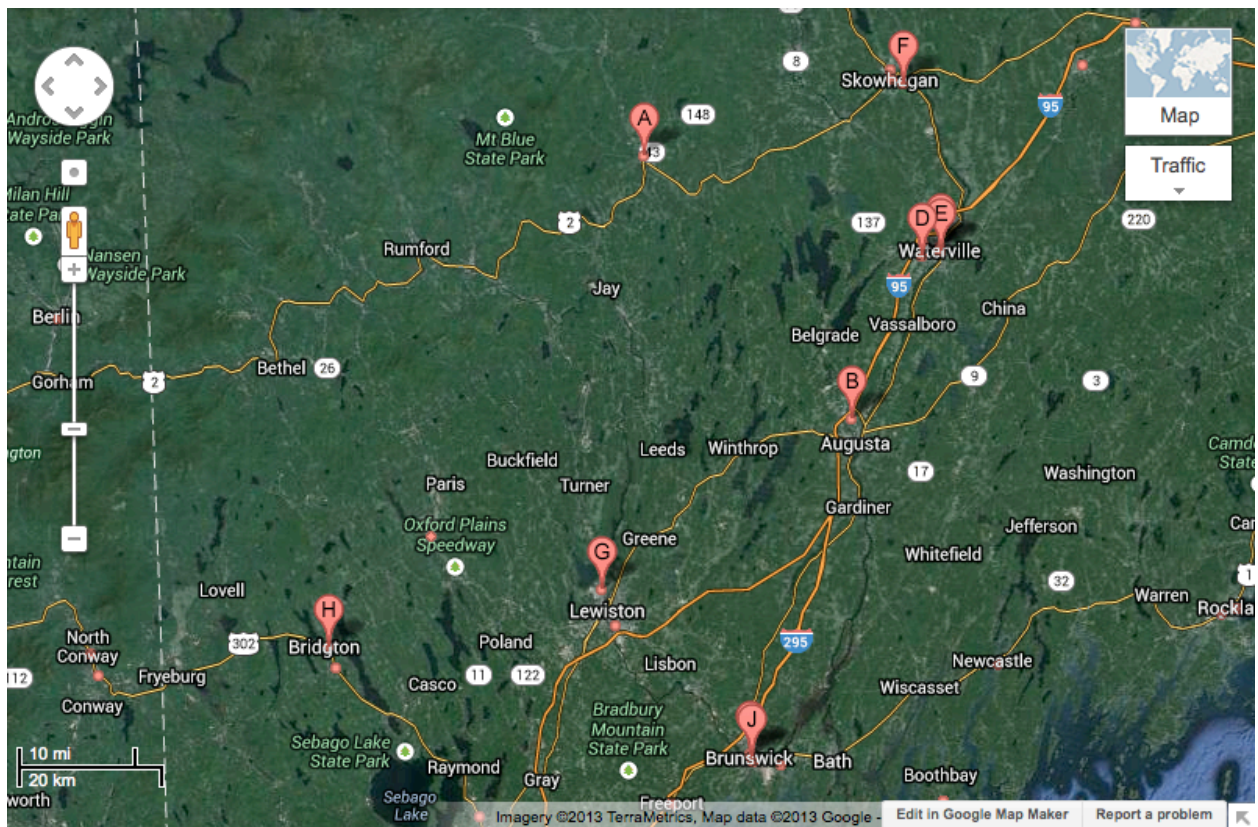 F
8
Skowhegan
95
Map
Traffic
Wayside Park
A
148
Mt Blue
State Park
43
Milan Hill
State Park
2
137
D
E
220
Waterville
Nansen
Wayside Park
Rumford
Jay
95
China
Berlin
Belgrade
Vassalboro
Bethel
26
Gorham
2
B
9
3
Augusta
Leeds
Winthrop
Buckfield
17
Washington
Paris
Turner
Gardiner
Oxford Plains
Speedway
Jefferson
G
Greene
Whitefield
32
1
Lovell
H
Lewiston
Warren
North
Conway
302
Bridgton
Poland
295
Lisbon
Newcastle
112
Fryeburg
Casco
11
122
Wiscasset
Conway
Bradbury
Mountain
State Park
J
10 mi
20 km
Sebago Lake
State Park
Raymond
Brunswick
Bath
Gray
Boothbay
Sebago
Lake
Freeport
Imagery ©2013 TerraMetrics, Map data ©2013 Google -
Edit in Google Map Maker
Report a problem